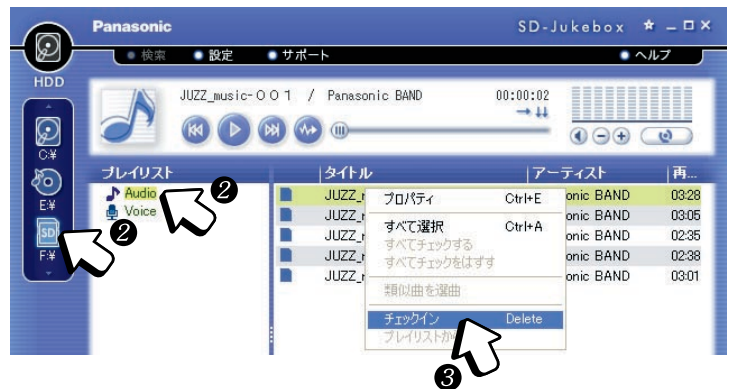 Panasonic SD-Jukebox
検索 設定 サポート ヘルプ
HDD
JUZZ_music-００１ / Panasonic BAND 00:00:02
C:¥
E:¥
SD
F:¥
プレイリスト タイトル アーティスト 再...
Audio ❷
Voice
❷
JUZZ_ onic BAND 03:28
JUZZ_ onic BAND 03:05
JUZZ_ onic BAND 02:35
JUZZ_ onic BAND 02:38
JUZZ_ onic BAND 03:01
プロパティ Ctrl+E
すべて選択 Ctrl+A
すべてチェックする
すべてチェックをはずす
類似曲を選曲
チェックイン Delete
プレイリストか
❸